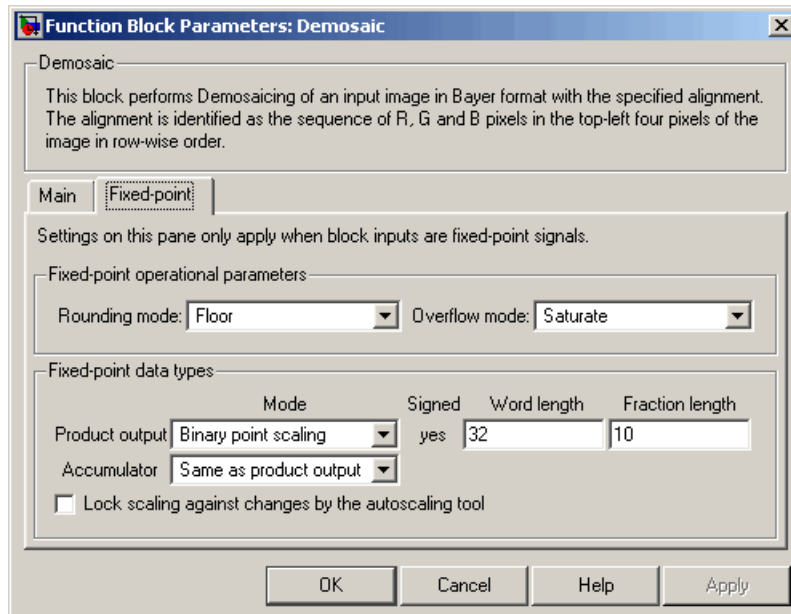 Function Block Parameters: Demosaic
Demosaic
This block performs Demosaicing of an input image in Bayer format with the specified alignment.
The alignment is identified as the sequence of R, G and B pixels in the top-left four pixels of the
image in row-wise order.
Main Fixed-point
Settings on this pane only apply when block inputs are fixed-point signals.
Fixed-point operational parameters
Rounding mode: Floor Overflow mode: Saturate
Fixed-point data types
Mode Signed Word length Fraction length
Product output Binary point scaling yes 32 10
Accumulator Same as product output
Lock scaling against changes by the autoscaling tool
OK Cancel Help Apply